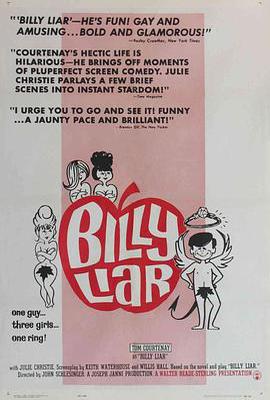 "'BILLY LIAR'—HE'S FUN! GAY AND
AMUSING...BOLD AND GLAMOROUS!"
—Bosley Crowther, New York Times
"COURTENAY'S HECTIC LIFE IS
HILARIOUS—HE BRINGS OFF MOMENTS
OF PLUPERFECT SCREEN COMEDY. JULIE
CHRISTIE PARLAYS A FEW BRIEF
SCENES INTO INSTANT STARDOM!"
—Time Magazine
"I URGE YOU TO GO AND SEE IT! FUNNY
...A JAUNTY PACE AND BRILLIANT!"
—Brendan Gill, The New Yorker
BILLY
LIAR
one guy...
three girls...
one ring!
TOM COURTENAY
as "BILLY LIAR"
with JULIE CHRISTIE. Screenplay by KEITH WATERHOUSE and WILLIS HALL. Based on the novel and play "BILLY LIAR."
Directed by JOHN SCHLESINGER. A JOSEPH JANNI PRODUCTION. A WALTER READE-STERLING PRESENTATION